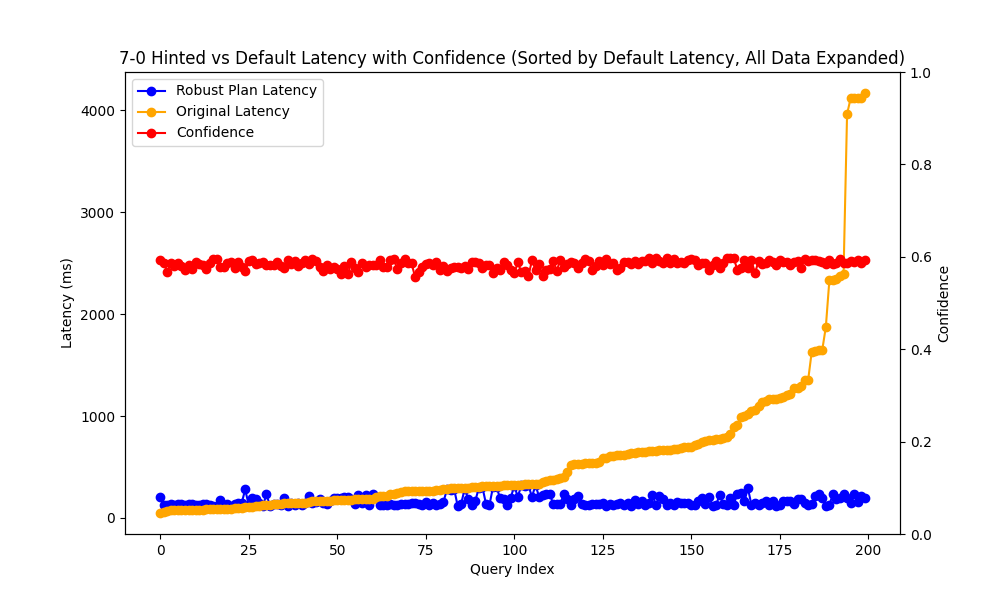 7-0 Hinted vs Default Latency with Confidence (Sorted by Default Latency, All Data Expanded)
Robust Plan Latency
Original Latency
Confidence
Latency (ms)
4000
3000
2000
1000
0
1.0
0.8
0.6
0.4
0.2
0.0
Confidence
0 25 50 75 100 125 150 175 200
Query Index